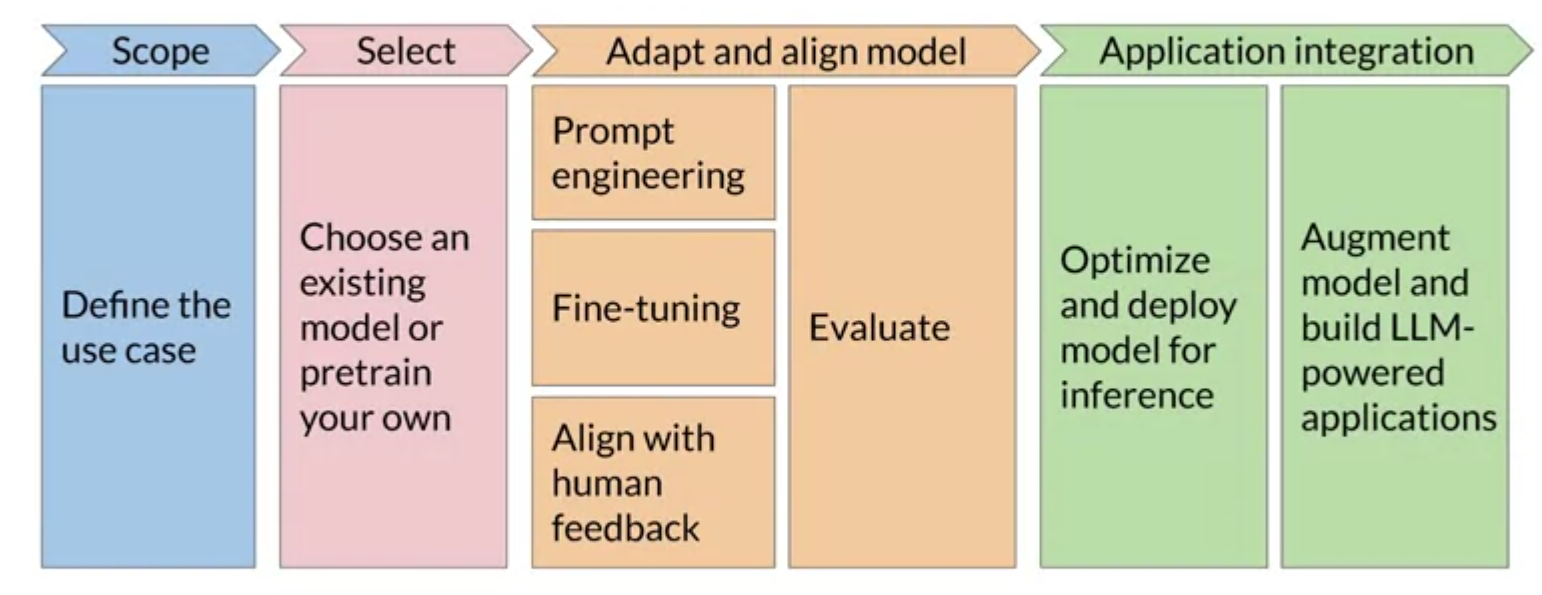 Scope
Select
Adapt and align model
Application integration
Define the
use case
Choose an
existing
model or
pretrain
your own
Prompt
engineering
Fine-tuning
Align with
human
feedback
Evaluate
Optimize
and deploy
model for
inference
Augment
model and
build LLM-
powered
applications